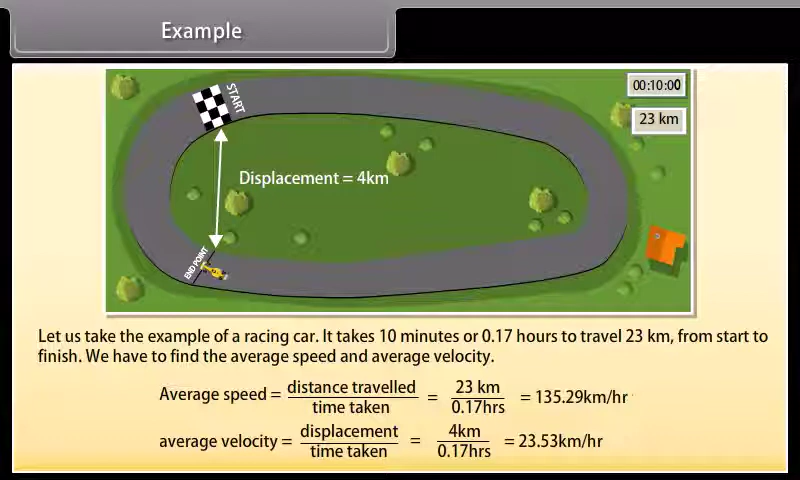 Example
START
00:10:00
23 km
Displacement = 4km
END POINT
Let us take the example of a racing car. It takes 10 minutes or 0.17 hours to travel 23 km, from start to
finish. We have to find the average speed and average velocity.
Average speed = distance travelled / time taken = 23 km / 0.17hrs = 135.29km/hr
average velocity = displacement / time taken = 4km / 0.17hrs = 23.53km/hr